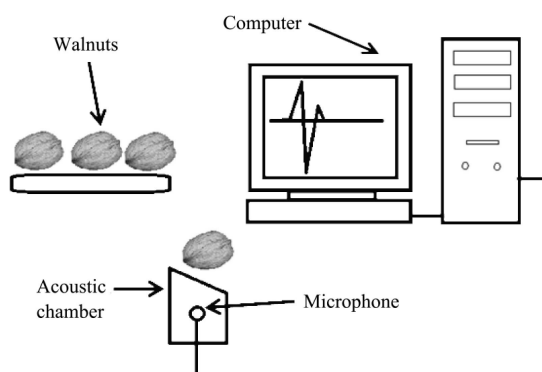 Computer
Walnuts
Acoustic
chamber
Microphone